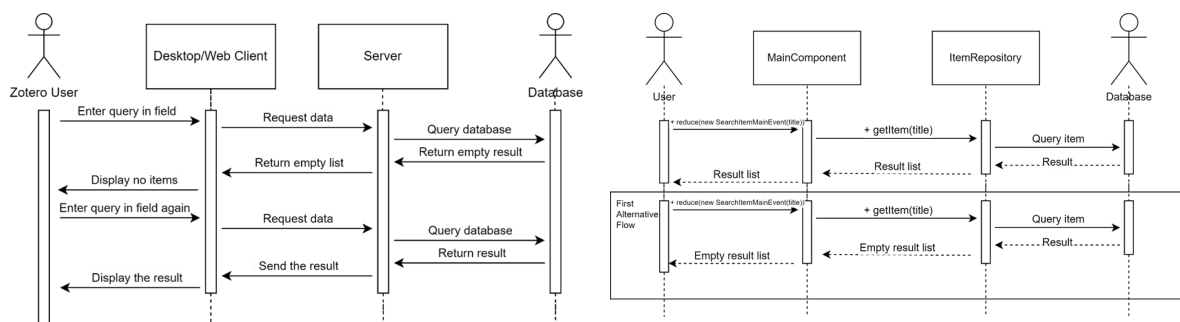 Desktop/Web Client
Server
Zotero User
Database
Enter query in field
Request data
Query database
Return empty result
Return empty list
Display no items
Enter query in field again
Request data
Query database
Return result
Send the result
Display the result
MainComponent
ItemRepository
User
Database
+ reduce(new SearchItemMainEvent(title))
+ getItem(title)
Query item
Result
Result list
Result list
First
Alternative
Flow
+ reduce(new SearchItemMainEvent(title))
+ getItem(title)
Query item
Result
Empty result list
Empty result list